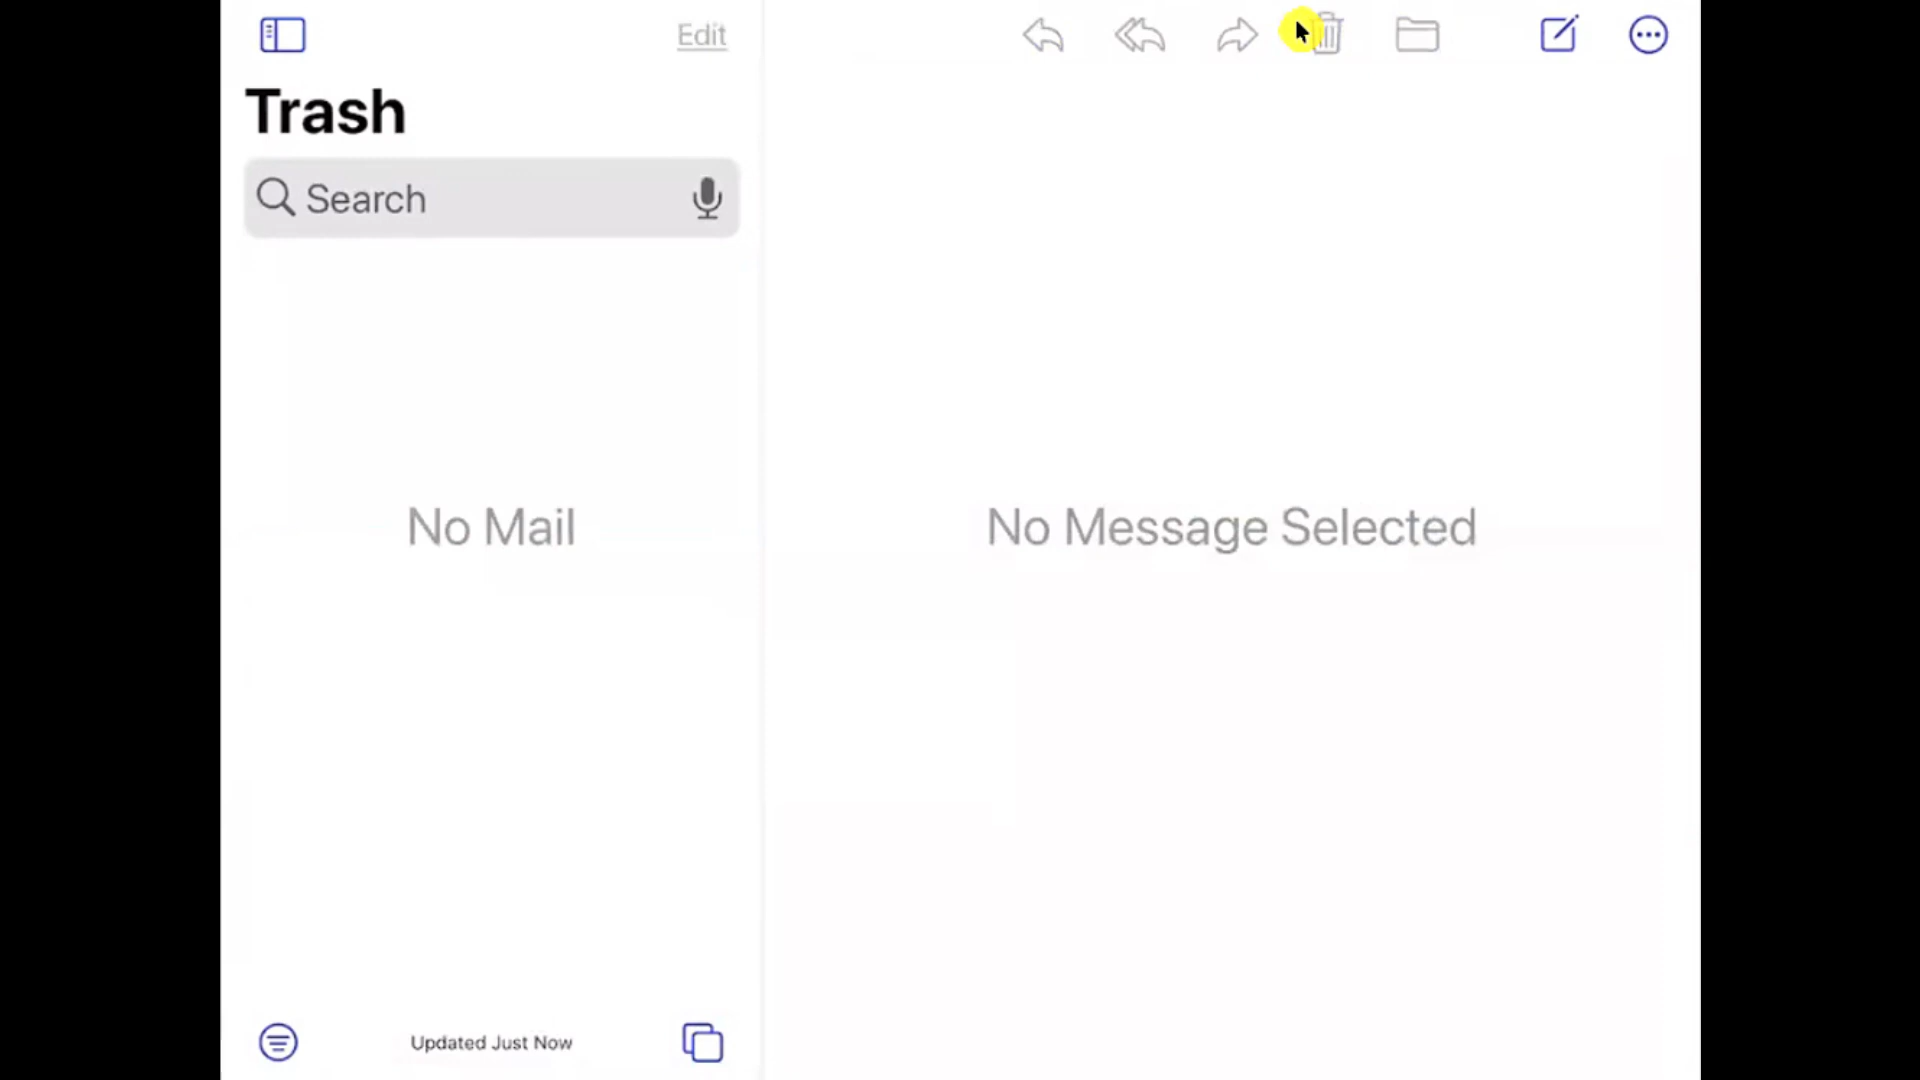 Edit
Trash
Search
No Mail
No Message Selected
Updated Just Now